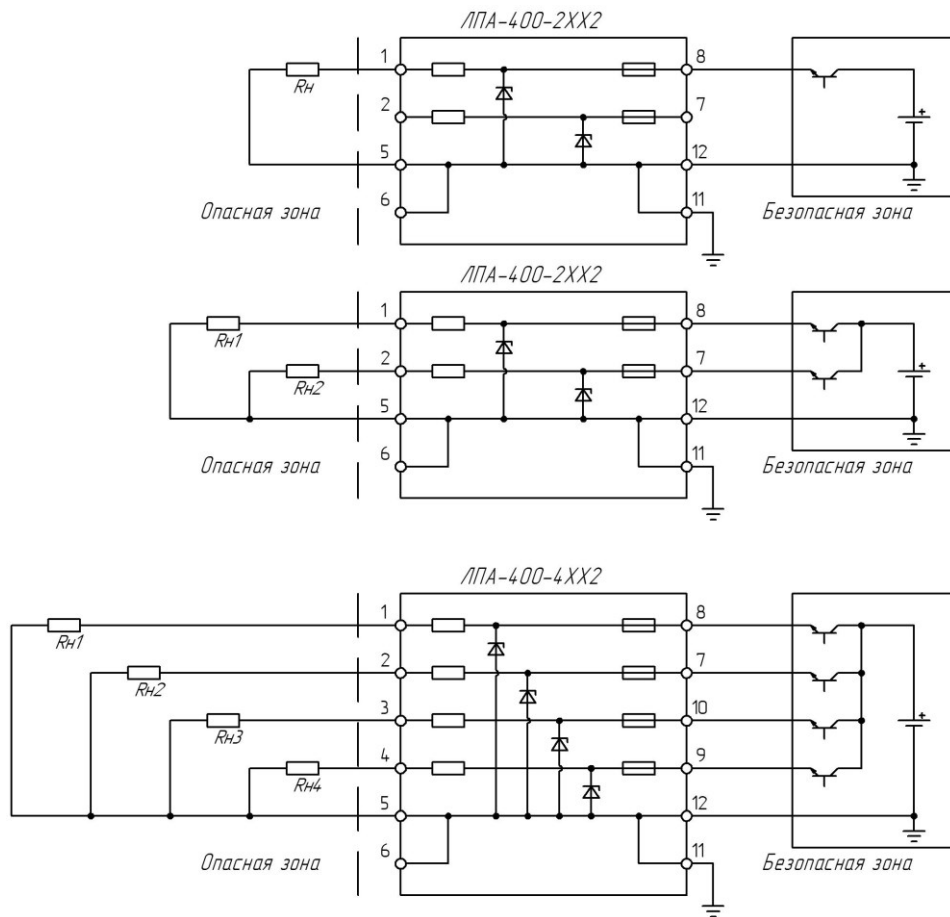 ЛПА-400-2ХХ2
1
8
Rн
+
2
7
5
12
6
11
Опасная зона
Безопасная зона
ЛПА-400-2ХХ2
1
8
Rн1
+
2
7
Rн2
5
12
6
11
Опасная зона
Безопасная зона
ЛПА-400-4ХХ2
1
8
Rн1
2
7
Rн2
3
10
+
Rн3
4
9
Rн4
5
12
6
11
Опасная зона
Безопасная зона